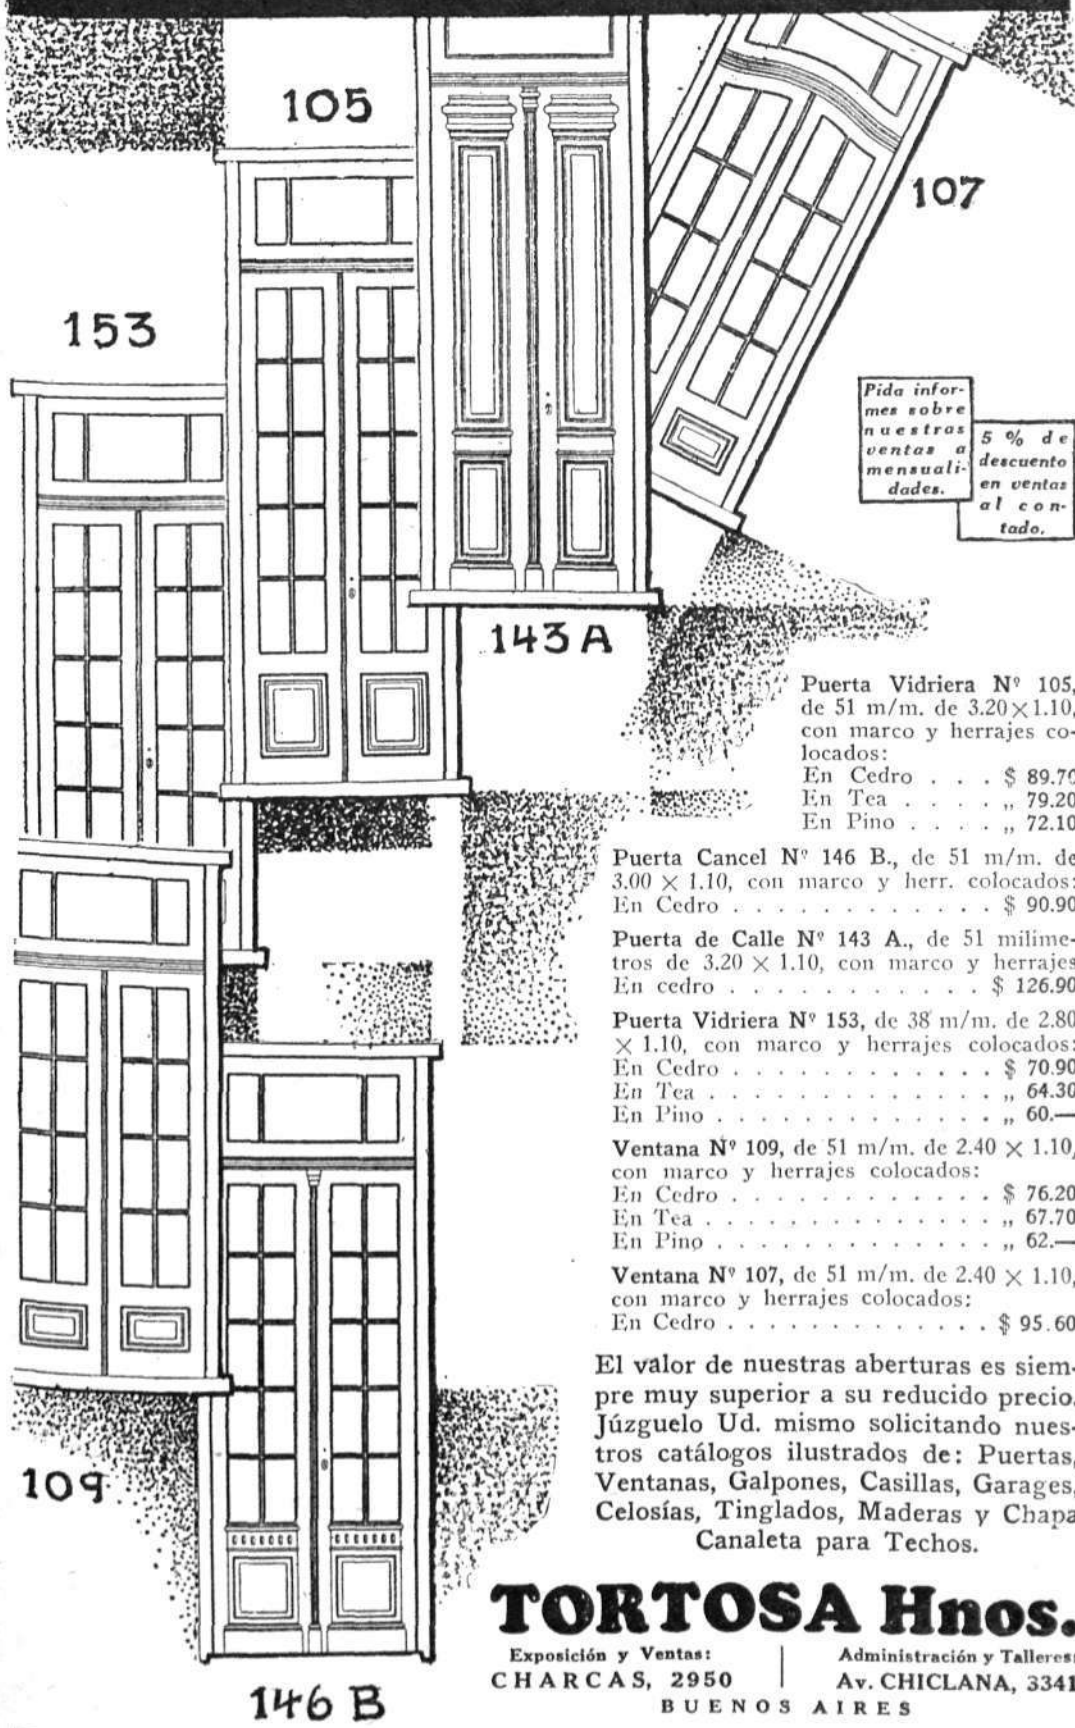 105
107
153
143 A
109
146 B
Pida infor-
mes sobre
nuestras
ventas a
mensuali-
dades.
5 % de
descuento
en ventas
al con-
tado.
Puerta Vidriera Nº 105,
de 51 m/m. de 3.20 × 1.10,
con marco y herrajes co-
locados:
En Cedro . . . $ 89.70
En Tea . . . . „ 79.20
En Pino . . . . „ 72.10
Puerta Cancel Nº 146 B., de 51 m/m. de
3.00 × 1.10, con marco y herr. colocados:
En Cedro . . . . . . . . . . . . . $ 90.90
Puerta de Calle Nº 143 A., de 51 milime-
tros de 3.20 × 1.10, con marco y herrajes
En cedro . . . . . . . . . . . . $ 126.90
Puerta Vidriera Nº 153, de 38 m/m. de 2.80
× 1.10, con marco y herrajes colocados:
En Cedro . . . . . . . . . . . . . $ 70.90
En Tea . . . . . . . . . . . . . . „ 64.30
En Pino . . . . . . . . . . . . . . „ 60.—
Ventana Nº 109, de 51 m/m. de 2.40 × 1.10,
con marco y herrajes colocados:
En Cedro . . . . . . . . . . . . . $ 76.20
En Tea . . . . . . . . . . . . . . „ 67.70
En Pino . . . . . . . . . . . . . . „ 62.—
Ventana Nº 107, de 51 m/m. de 2.40 × 1.10,
con marco y herrajes colocados:
En Cedro . . . . . . . . . . . . . $ 95.60
El valor de nuestras aberturas es siem-
pre muy superior a su reducido precio.
Júzguelo Ud. mismo solicitando nues-
tros catálogos ilustrados de: Puertas,
Ventanas, Galpones, Casillas, Garages,
Celosías, Tinglados, Maderas y Chapa
Canaleta para Techos.
TORTOSA Hnos.
Exposición y Ventas:
CHARCAS, 2950
Administración y Talleres:
Av. CHICLANA, 3341
BUENOS AIRES